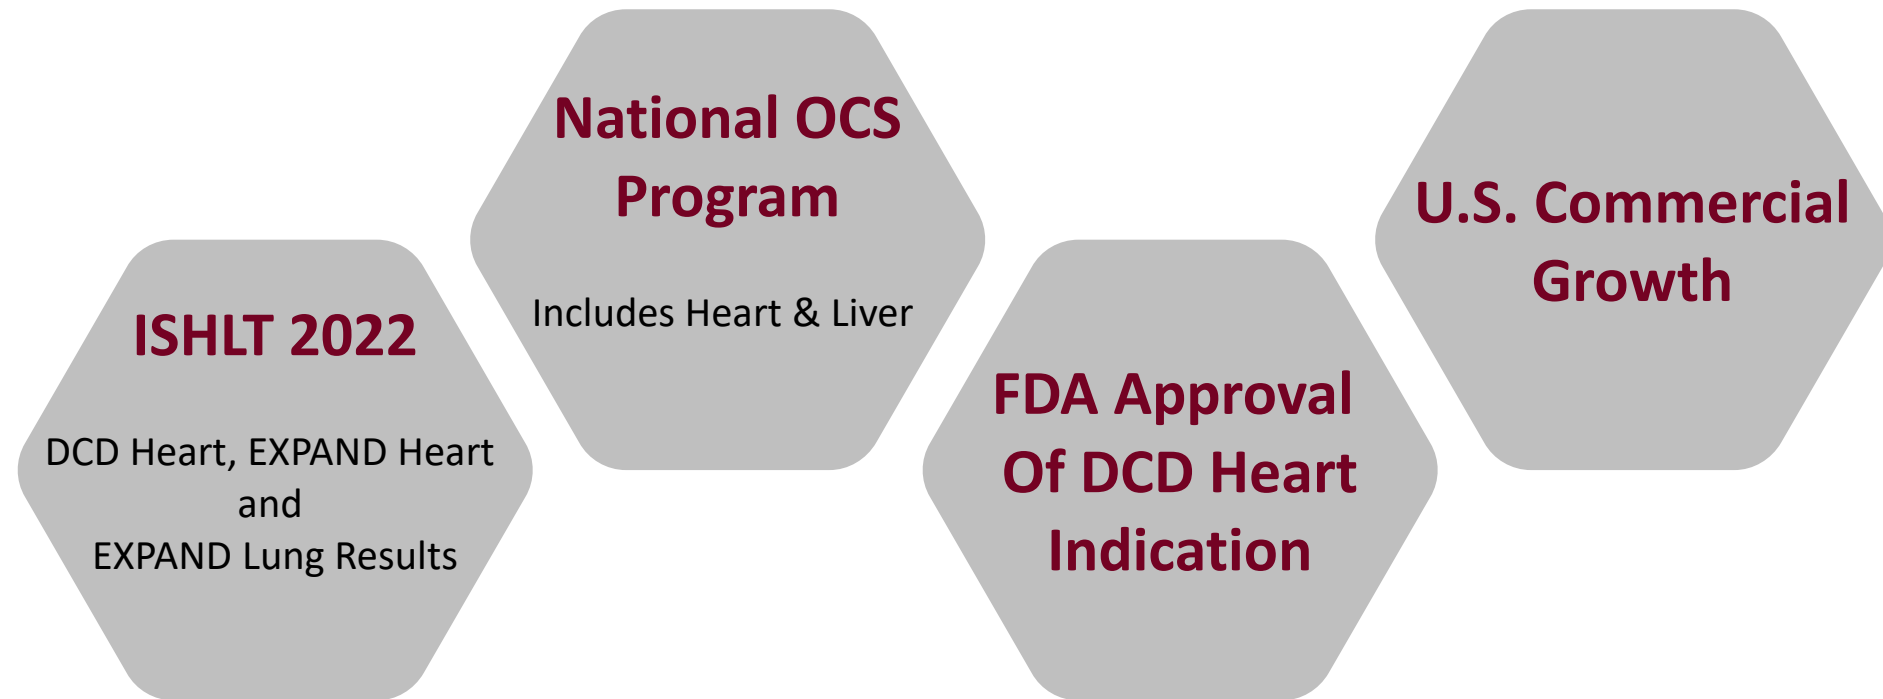 ISHLT 2022
DCD Heart, EXPAND Heart
and
EXPAND Lung Results
National OCS
Program
Includes Heart & Liver
FDA Approval
Of DCD Heart
Indication
U.S. Commercial
Growth